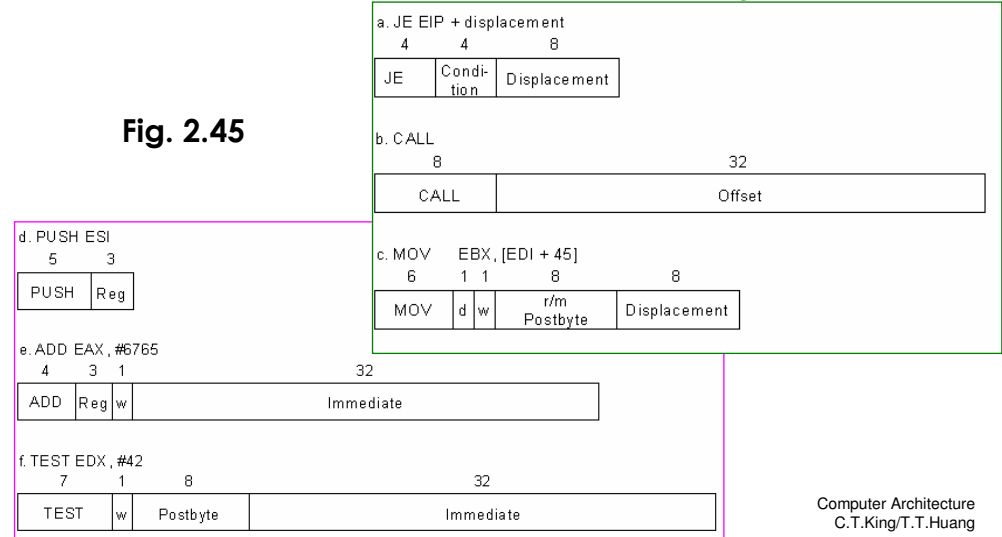 a. JE EIP + displacement
4 4 8
JE Condi-tion Displacement
Fig. 2.45
b. CALL
8 32
CALL Offset
c. MOV EBX, [EDI + 45]
6 1 1 8 8
MOV d w r/m Postbyte Displacement
d. PUSH ESI
5 3
PUSH Reg
e. ADD EAX, #6765
4 3 1 32
ADD Reg w Immediate
f. TEST EDX, #42
7 1 8 32
TEST w Postbyte Immediate
Computer Architecture
C.T.King/T.T.Huang